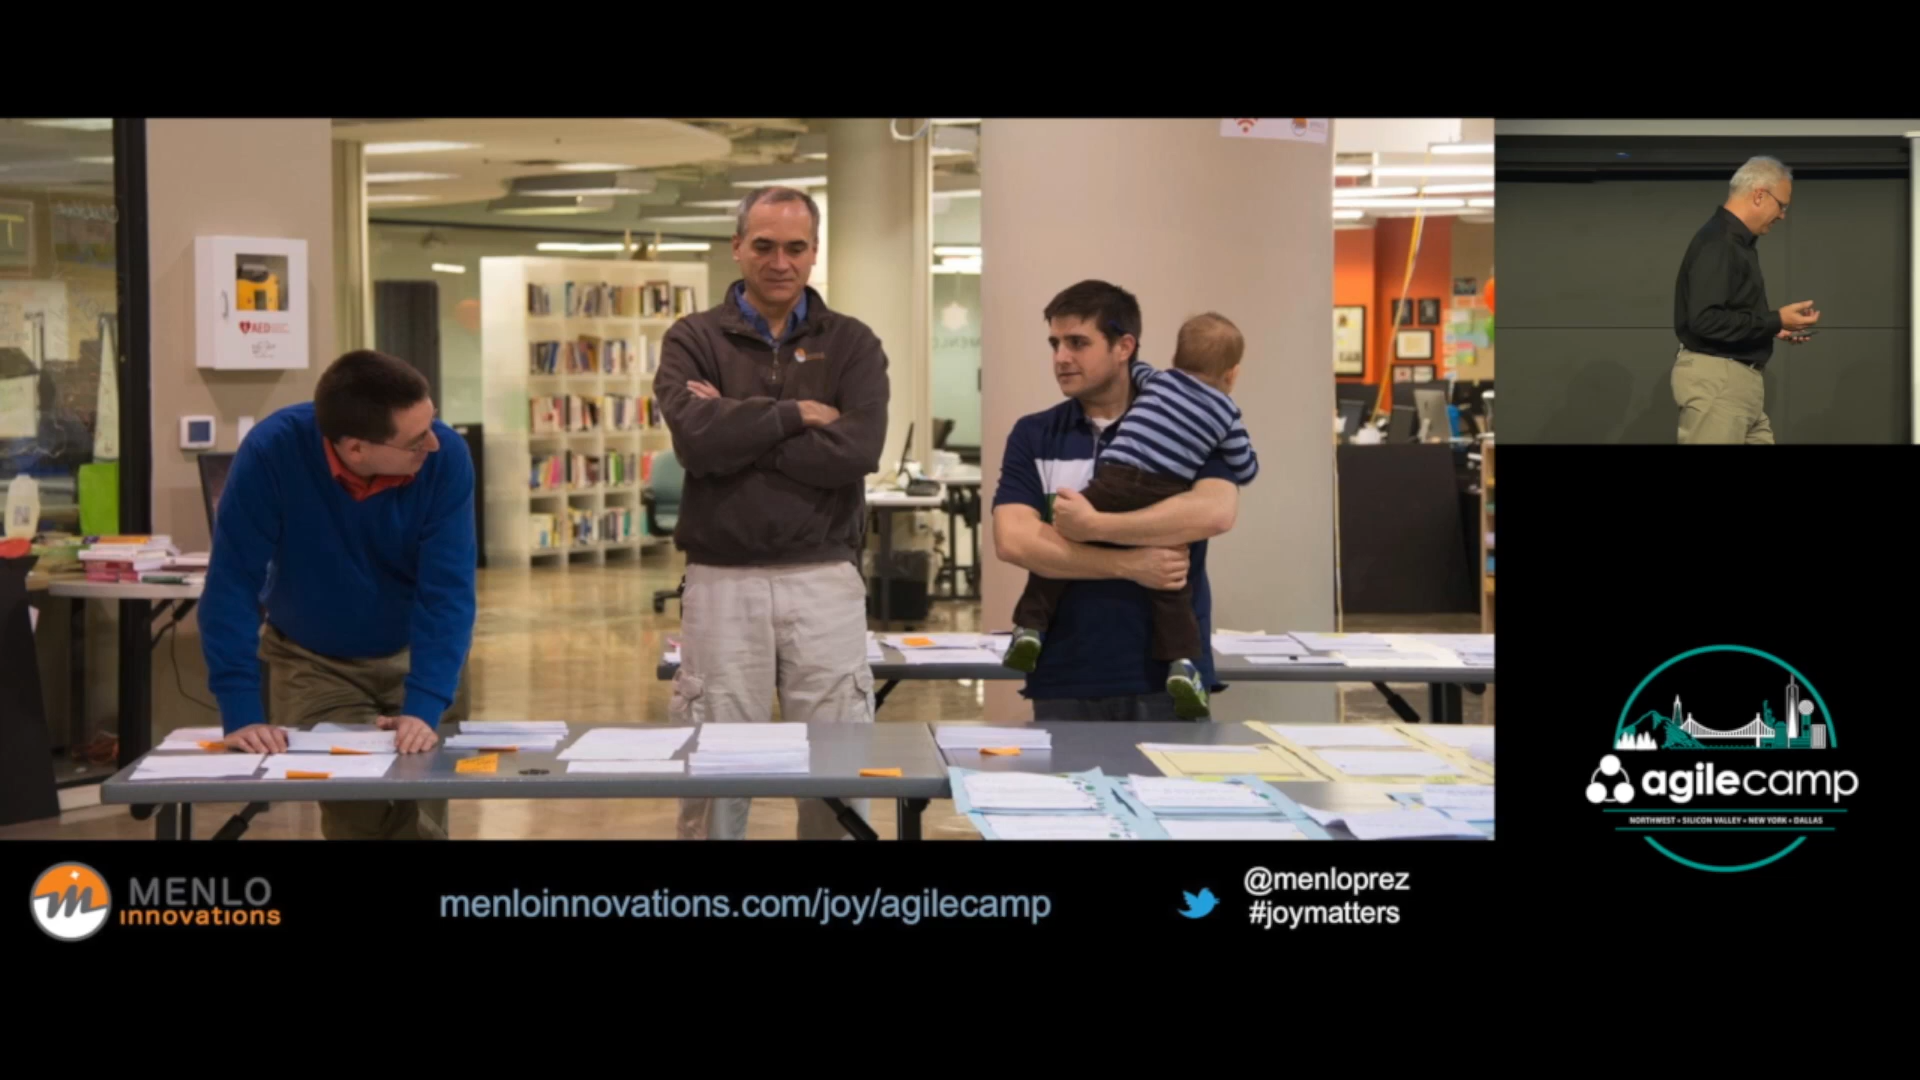 AED
MENLO
innovations
menloinnovations.com/joy/agilecamp
@menloprez
#joymatters
agilecamp
NORTHWEST • SILICON VALLEY • NEW YORK • DALLAS